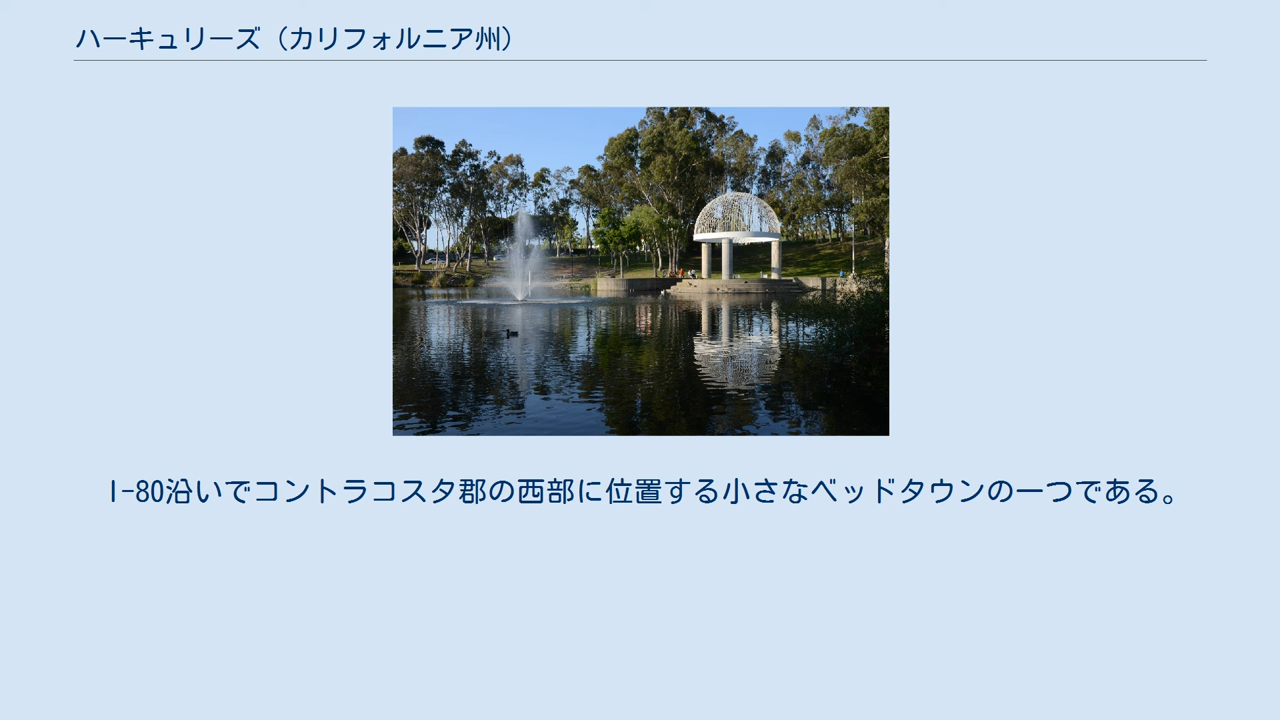 ハーキュリーズ（カリフォルニア州）
I-80沿いでコントラコスタ郡の西部に位置する小さなベッドタウンの一つである。